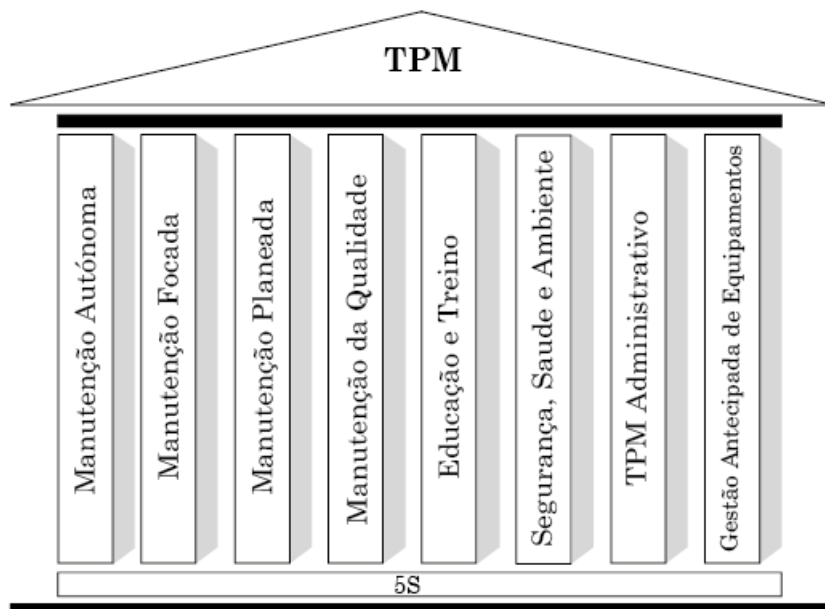 TPM
Manutenção Autónoma
Manutenção Focada
Manutenção Planeada
Manutenção da Qualidade
Educação e Treino
Segurança, Saude e Ambiente
TPM Administrativo
Gestão Antecipada de Equipamentos
5S